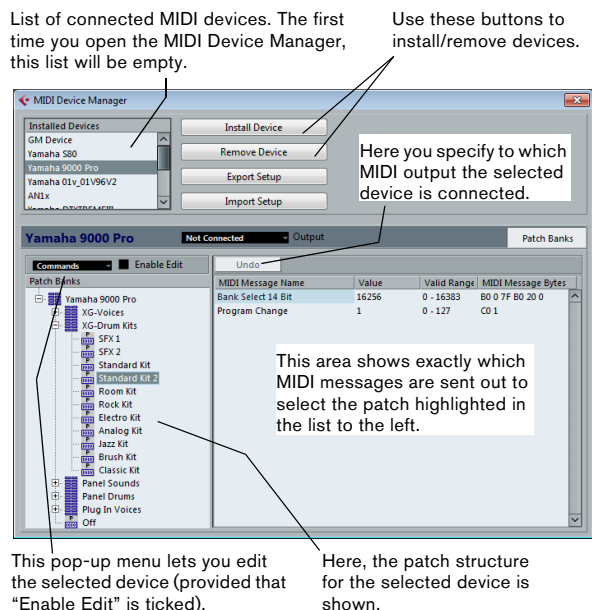 List of connected MIDI devices. The first
time you open the MIDI Device Manager,
this list will be empty.
Use these buttons to
install/remove devices.
MIDI Device Manager
Installed Devices
GM Device
Yamaha S80
Yamaha 9000 Pro
Yamaha 01v_01V96V2
AN1x
Yamaha DTXTREMEIII
Install Device
Remove Device
Export Setup
Import Setup
Here you specify to which
MIDI output the selected
device is connected.
Yamaha 9000 Pro
Not Connected
Output
Patch Banks
Commands
Enable Edit
Undo
Patch Banks
Yamaha 9000 Pro
XG-Voices
XG-Drum Kits
P
SFX 1
P
SFX 2
P
Standard Kit
P
Standard Kit 2
P
Room Kit
P
Rock Kit
P
Electro Kit
P
Analog Kit
P
Jazz Kit
P
Brush Kit
P
Classic Kit
Panel Sounds
Panel Drums
Plug In Voices
P
Off
MIDI Message Name Value Valid Range MIDI Message Bytes
Bank Select 14 Bit 16256 0 - 16383 B0 0 7F B0 20 0
Program Change 1 0 - 127 C0 1
This area shows exactly which
MIDI messages are sent out to
select the patch highlighted in
the list to the left.
This pop-up menu lets you edit
the selected device (provided that
“Enable Edit” is ticked).
Here, the patch structure
for the selected device is
shown.